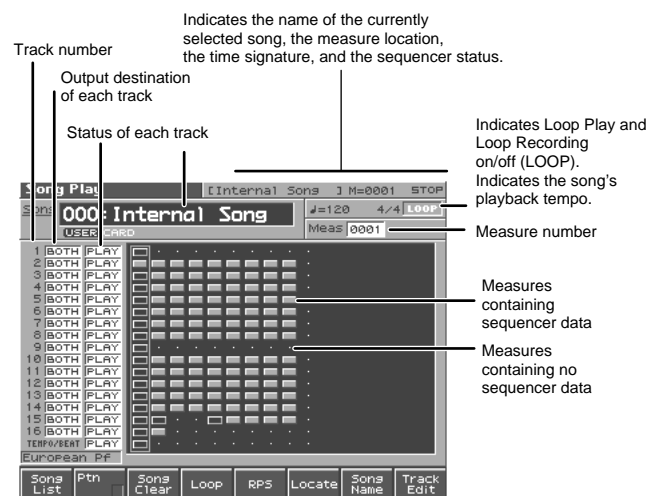 Indicates the name of the currently
selected song, the measure location,
the time signature, and the sequencer status.
Track number
Output destination
of each track
Status of each track
Indicates Loop Play and
Loop Recording
on/off (LOOP).
Indicates the song's
playback tempo.
Measure number
Measures
containing
sequencer data
Measures
containing no
sequencer data
Song Play [Internal Song ] M=0001 STOP
Song 000:Internal Song ♩=120 4/4 LOOP
USER CARD Meas 0001
1 BOTH PLAY
2 BOTH PLAY
3 BOTH PLAY
4 BOTH PLAY
5 BOTH PLAY
6 BOTH PLAY
7 BOTH PLAY
8 BOTH PLAY
9 BOTH PLAY
10 BOTH PLAY
11 BOTH PLAY
12 BOTH PLAY
13 BOTH PLAY
14 BOTH PLAY
15 BOTH PLAY
16 BOTH PLAY
TEMPO/BEAT PLAY
European Pf
Song List Ptn Song Clear Loop RPS Locate Song Name Track Edit